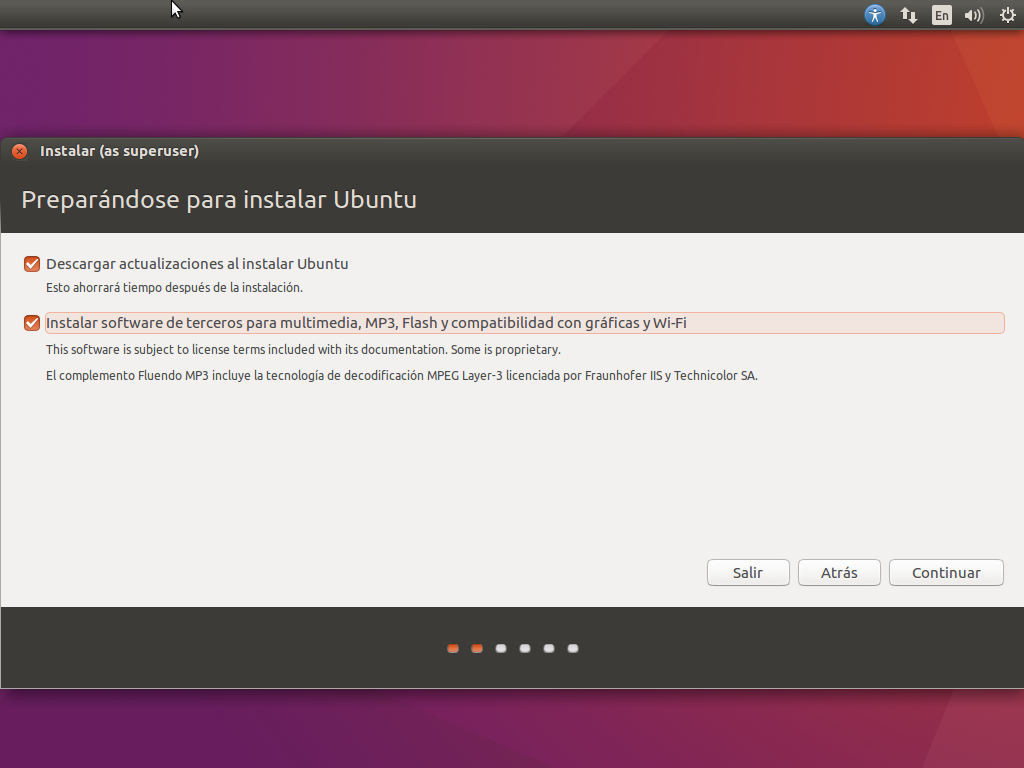 En
Instalar (as superuser)
Preparándose para instalar Ubuntu
Descargar actualizaciones al instalar Ubuntu
Esto ahorrará tiempo después de la instalación.
Instalar software de terceros para multimedia, MP3, Flash y compatibilidad con gráficas y Wi-Fi
This software is subject to license terms included with its documentation. Some is proprietary.
El complemento Fluendo MP3 incluye la tecnología de decodificación MPEG Layer-3 licenciada por Fraunhofer IIS y Technicolor SA.
Salir Atrás Continuar